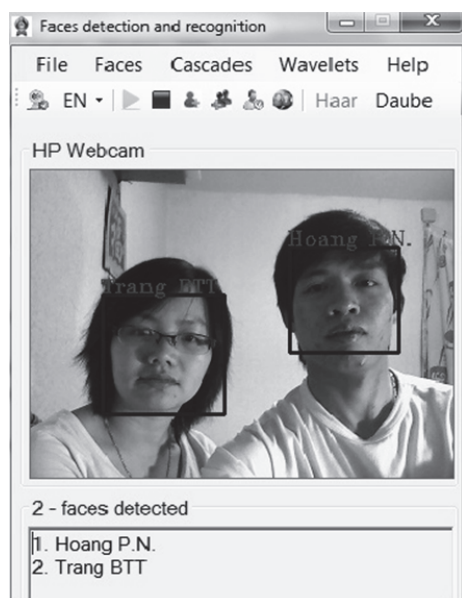 Faces detection and recognition
File Faces Cascades Wavelets Help
EN Haar Daube
HP Webcam
Hoang P.N.
Trang BTT
2 - faces detected
1. Hoang P.N.
2. Trang BTT